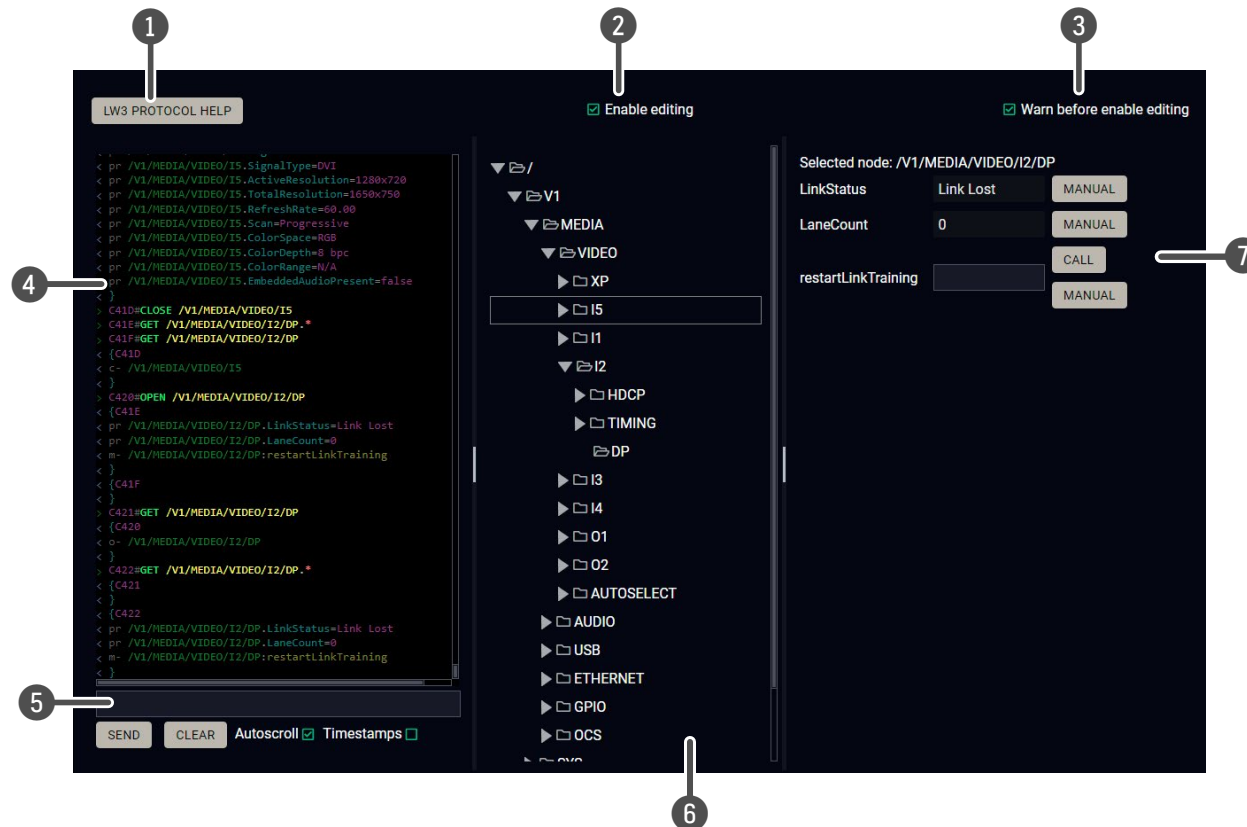 1
2
3
LW3 PROTOCOL HELP
Enable editing
Warn before enable editing
4
< pr /V1/MEDIA/VIDEO/I5.SignalType=DVI
< pr /V1/MEDIA/VIDEO/I5.ActiveResolution=1280x720
< pr /V1/MEDIA/VIDEO/I5.TotalResolution=1650x750
< pr /V1/MEDIA/VIDEO/I5.RefreshRate=60.00
< pr /V1/MEDIA/VIDEO/I5.Scan=Progressive
< pr /V1/MEDIA/VIDEO/I5.ColorSpace=RGB
< pr /V1/MEDIA/VIDEO/I5.ColorDepth=8 bpc
< pr /V1/MEDIA/VIDEO/I5.ColorRange=N/A
pr /V1/MEDIA/VIDEO/I5.EmbeddedAudioPresent=false
< }
> C41D#CLOSE /V1/MEDIA/VIDEO/I5
> C41E#GET /V1/MEDIA/VIDEO/I2/DP.*
> C41F#GET /V1/MEDIA/VIDEO/I2/DP
< {C41D
< c- /V1/MEDIA/VIDEO/I5
< }
> C420#OPEN /V1/MEDIA/VIDEO/I2/DP
< {C41E
< pr /V1/MEDIA/VIDEO/I2/DP.LinkStatus=Link Lost
< pr /V1/MEDIA/VIDEO/I2/DP.LaneCount=0
< m- /V1/MEDIA/VIDEO/I2/DP:restartLinkTraining
< }
< {C41F
< }
> C421#GET /V1/MEDIA/VIDEO/I2/DP
< {C420
< o- /V1/MEDIA/VIDEO/I2/DP
< }
> C422#GET /V1/MEDIA/VIDEO/I2/DP.*
< {C421
< }
< {C422
< pr /V1/MEDIA/VIDEO/I2/DP.LinkStatus=Link Lost
< pr /V1/MEDIA/VIDEO/I2/DP.LaneCount=0
< m- /V1/MEDIA/VIDEO/I2/DP:restartLinkTraining
< }
5
SEND CLEAR Autoscroll Timestamps
/
V1
MEDIA
VIDEO
XP
I5
I1
I2
HDCP
TIMING
DP
I3
I4
O1
O2
AUTOSELECT
AUDIO
USB
ETHERNET
GPIO
OCS
6
Selected node: /V1/MEDIA/VIDEO/I2/DP
LinkStatus Link Lost MANUAL
LaneCount 0 MANUAL
CALL
restartLinkTraining
MANUAL
7